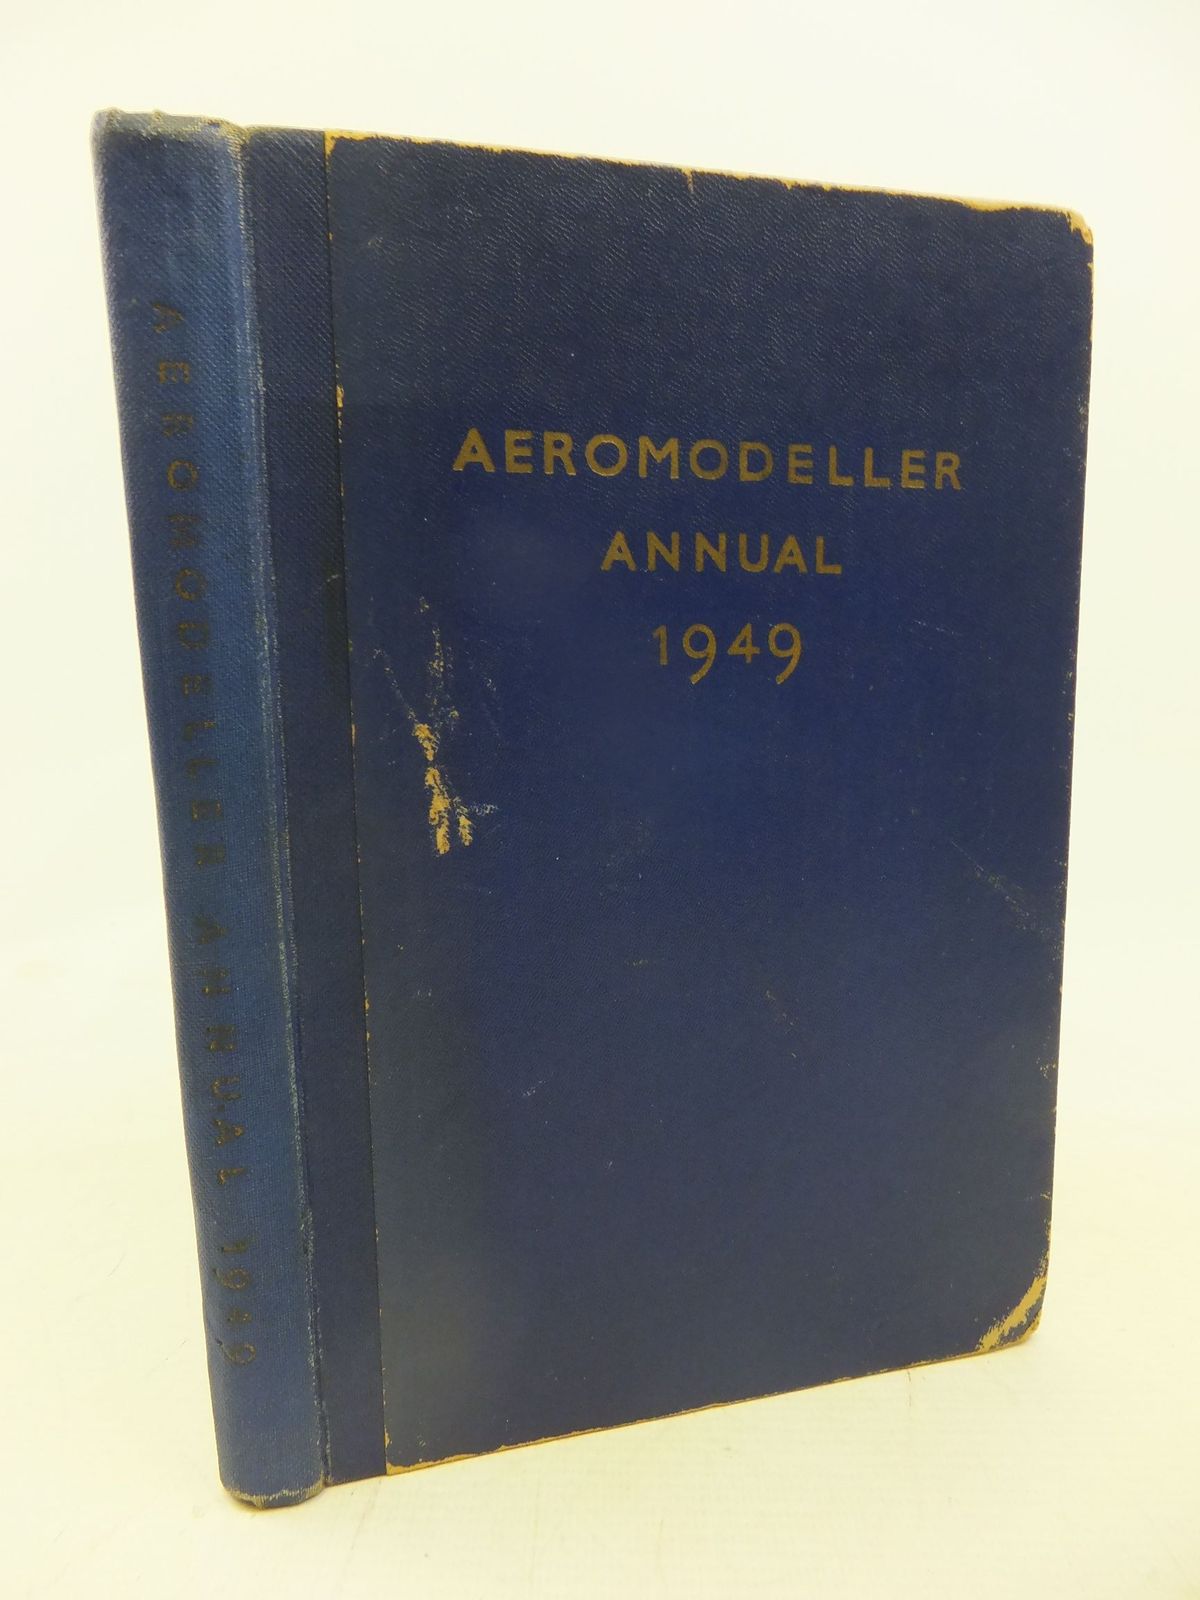 AEROMODELLER ANNUAL 1949
AEROMODELLER
ANNUAL
1949